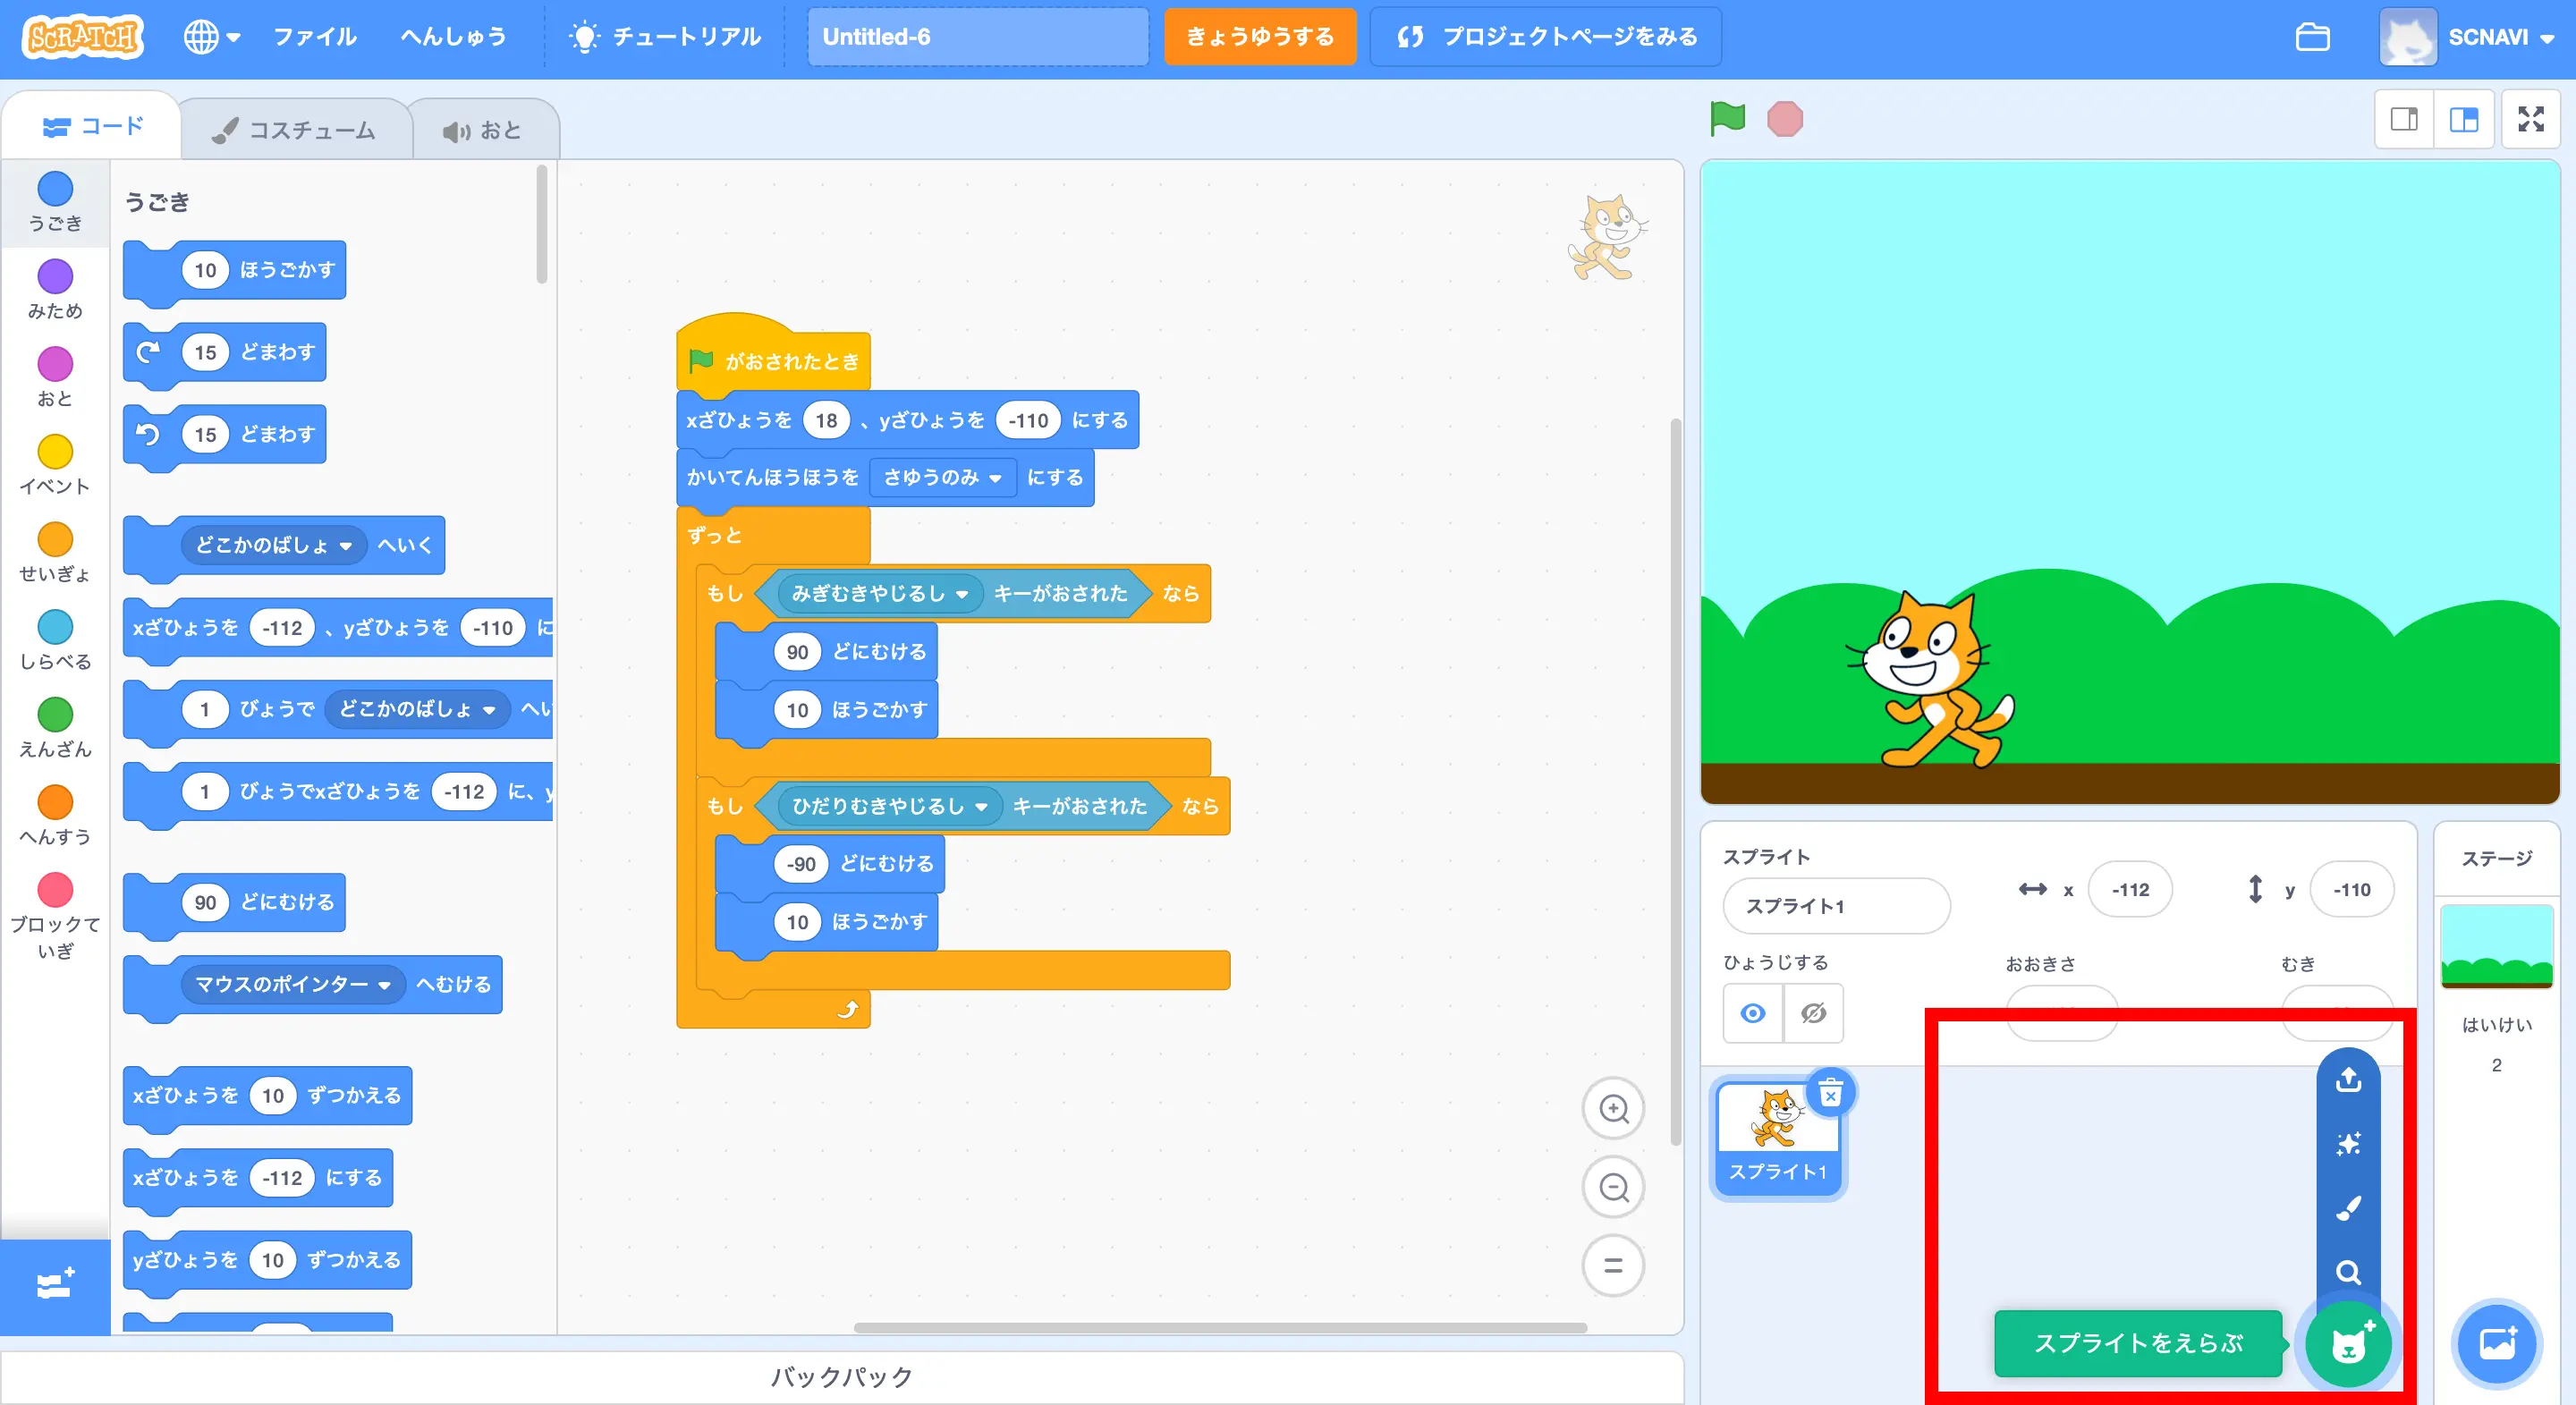 SCRATCH
ファイル
へんしゅう
チュートリアル
Untitled-6
きょうゆうする
プロジェクトページをみる
SCNAVI
コード
コスチューム
おと
うごき
みため
おと
イベント
せいぎょ
しらべる
えんざん
へんすう
ブロックて
いぎ
うごき
10 ほうごかす
15 どまわす
15 どまわす
どこかのばしょ へいく
xざひょうを -112 、yざひょうを -110 に
1 びょうで どこかのばしょ へい
1 びょうでxざひょうを -112 に、y
90 どにむける
マウスのポインター へむける
xざひょうを 10 ずつかえる
xざひょうを -112 にする
yざひょうを 10 ずつかえる
がおされたとき
xざひょうを 18 、yざひょうを -110 にする
かいてんほうほうを さゆうのみ にする
ずっと
もし みぎむきやじるし キーがおされた なら
90 どにむける
10 ほうごかす
もし ひだりむきやじるし キーがおされた なら
-90 どにむける
10 ほうごかす
バックパック
スプライト
スプライト1
x -112
y -110
ひょうじする
おおきさ
むき
スプライト1
スプライトをえらぶ
ステージ
はいけい
2